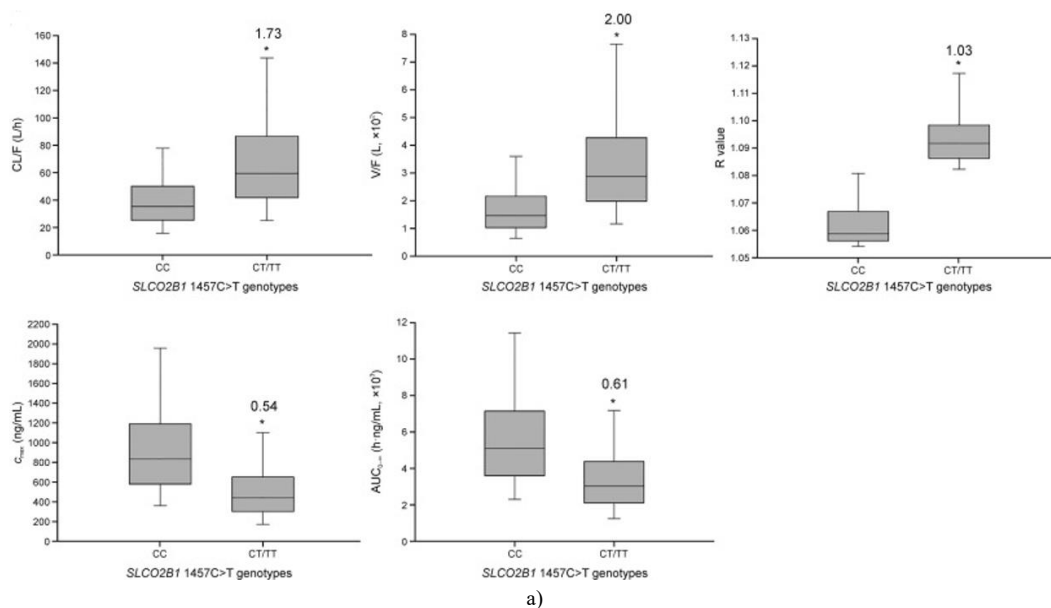 1.73
*
160
140
120
100
80
60
40
20
0
CL/F (L/h)
CC
CT/TT
SLCO2B1 1457C>T genotypes
2.00
*
8
7
6
5
4
3
2
1
0
V/F (L, ×10³)
CC
CT/TT
SLCO2B1 1457C>T genotypes
1.03
*
1.13
1.12
1.11
1.10
1.09
1.08
1.07
1.06
1.05
R value
CC
CT/TT
SLCO2B1 1457C>T genotypes
0.54
*
2200
2000
1800
1600
1400
1200
1000
800
600
400
200
0
(ng/mL)
CC
CT/TT
SLCO2B1 1457C>T genotypes
0.61
*
12
10
8
6
4
2
0
(h·ng/mL, ×10³)
CC
CT/TT
SLCO2B1 1457C>T genotypes
a)